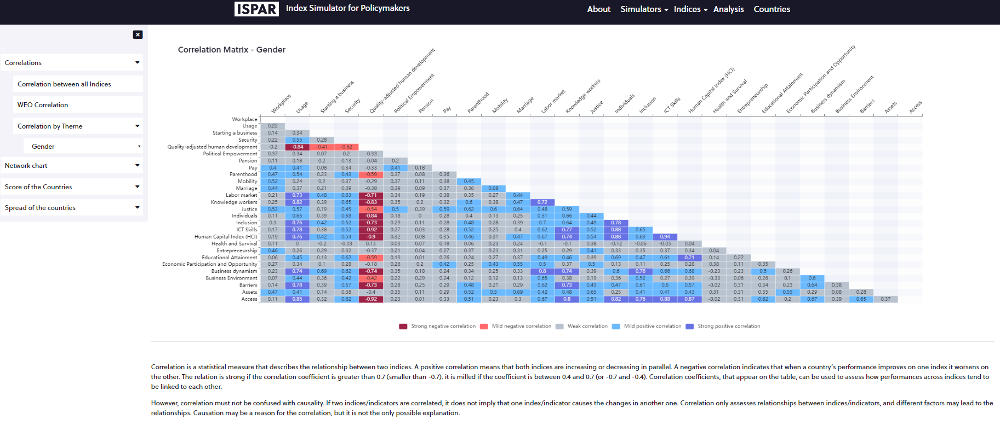 ISPAR Index Simulator for Policymakers About Simulators Indices Analysis Countries
Correlations
Correlation between all Indices
WEO Correlation
Correlation by Theme
Gender
Network chart
Score of the Countries
Spread of the countries
Correlation Matrix - Gender
Workplace Usage Starting a business Security Quality-adjusted human development Political Empowerment Pension Pay Parenthood Mobility Marriage Labor market Knowledge workers Justice Individuals Inclusion ICT Skills Human Capital Index (HCI) Health and Survival Entrepreneurship Educational Attainment Economic Participation and Opportunity Business dynamism Business Environment Barriers Assets Access
Workplace
Usage 0.22
Starting a business 0.14 0.34
Security 0.22 0.55 0.28
Quality-adjusted human development -0.2 -0.84 -0.41 -0.62
Political Empowerment 0.37 0.34 0.07 0.2 -0.33
Pension 0.11 0.18 0.2 0.13 -0.04 0.2
Pay 0.4 0.41 0.08 0.34 -0.33 0.41 0.18
Parenthood 0.47 0.54 0.23 0.43 -0.59 0.37 0.08 0.36
Mobility 0.52 0.24 0.2 0.37 -0.29 0.37 0.11 0.38 0.45
Marriage 0.44 0.37 0.21 0.39 -0.38 0.39 0.09 0.37 0.36 0.68
Labor market 0.21 0.73 0.48 0.63 -0.71 0.34 0.19 0.38 0.35 0.27 0.44
Knowledge workers 0.25 0.82 0.39 0.65 -0.83 0.35 0.2 0.32 0.6 0.38 0.47 0.72
Justice 0.53 0.57 0.19 0.45 -0.54 0.5 0.39 0.59 0.62 0.6 0.64 0.48 0.59
Individuals 0.11 0.65 0.39 0.58 -0.84 0.18 0 0.28 0.4 0.13 0.25 0.51 0.66 0.44
Inclusion 0.3 0.76 0.42 0.52 -0.73 0.29 0.11 0.28 0.48 0.28 0.39 0.7 0.64 0.49 0.78
ICT Skills 0.17 0.78 0.38 0.52 -0.92 0.27 0.03 0.28 0.52 0.25 0.4 0.62 0.77 0.52 0.88 0.65
Human Capital Index (HCI) 0.19 0.76 0.42 0.54 -0.9 0.32 0.08 0.35 0.46 0.31 0.47 0.67 0.74 0.54 0.88 0.69 0.94
Health and Survival 0.11 0 -0.2 -0.03 0.13 0.03 0.07 0.18 0.06 0.23 0.24 -0.1 -0.1 0.38 -0.12 -0.06 -0.05 0.04
Entrepreneurship 0.46 0.26 0.29 0.32 -0.37 0.21 0.04 0.27 0.37 0.23 0.31 0.25 0.29 0.41 0.33 0.35 0.37 0.34 0.04
Educational Attainment 0.06 0.45 0.13 0.62 -0.59 0.19 0.01 0.26 0.24 0.27 0.37 0.49 0.46 0.39 0.69 0.47 0.61 0.71 0.14 0.22
Economic Participation and Opportunity 0.27 0.34 0.1 0.28 -0.18 0.26 0.2 0.42 0.25 0.43 0.55 0.5 0.37 0.5 0.13 0.11 0.25 0.28 0.38 0.11 0.35
Business dynamism 0.23 0.74 0.69 0.62 -0.74 0.35 0.18 0.24 0.34 0.25 0.33 0.8 0.74 0.39 0.6 0.76 0.66 0.68 -0.23 0.23 0.5 0.26
Business Environment 0.07 0.44 0.36 0.42 -0.42 0.22 0.29 0.24 0.12 0.12 0.13 0.65 0.38 0.19 0.36 0.52 0.27 0.39 -0.33 0.06 0.26 0.1 0.6
Barriers 0.14 0.78 0.39 0.57 -0.73 0.28 0.25 0.29 0.48 0.21 0.29 0.62 0.73 0.43 0.47 0.61 0.6 0.57 -0.02 0.31 0.34 0.23 0.64 0.38
Assets 0.47 0.41 0.14 0.38 -0.4 0.35 0.11 0.29 0.52 0.5 0.69 0.42 0.48 0.65 0.25 0.41 0.41 0.43 0.31 0.31 0.35 0.55 0.29 0.08 0.28
Access 0.11 0.85 0.32 0.62 -0.92 0.23 0.01 0.33 0.51 0.23 0.3 0.67 0.8 0.51 0.82 0.76 0.88 0.87 -0.02 0.31 0.62 0.2 0.67 0.39 0.65 0.37
Strong negative correlation Mild negative correlation Weak correlation Mild positive correlation Strong positive correlation
Correlation is a statistical measure that describes the relationship between two indices. A positive correlation means that both indices are increasing or decreasing in parallel. A negative correlation indicates that when a country's performance improves on one index it worsens on
the other. The relation is strong if the correlation coefficient is greater than 0.7 (smaller than -0.7). it is milled if the coefficient is between 0.4 and 0.7 (or -0.7 and -0.4). Correlation coefficients, that appear on the table, can be used to assess how performances across indices tend to
be linked to each other.
However, correlation must not be confused with causality. If two indices/indicators are correlated, it does not imply that one index/indicator causes the changes in another one. Correlation only assesses relationships between indices/indicators, and different factors may lead to the
relationships. Causation may be a reason for the correlation, but it is not the only possible explanation.